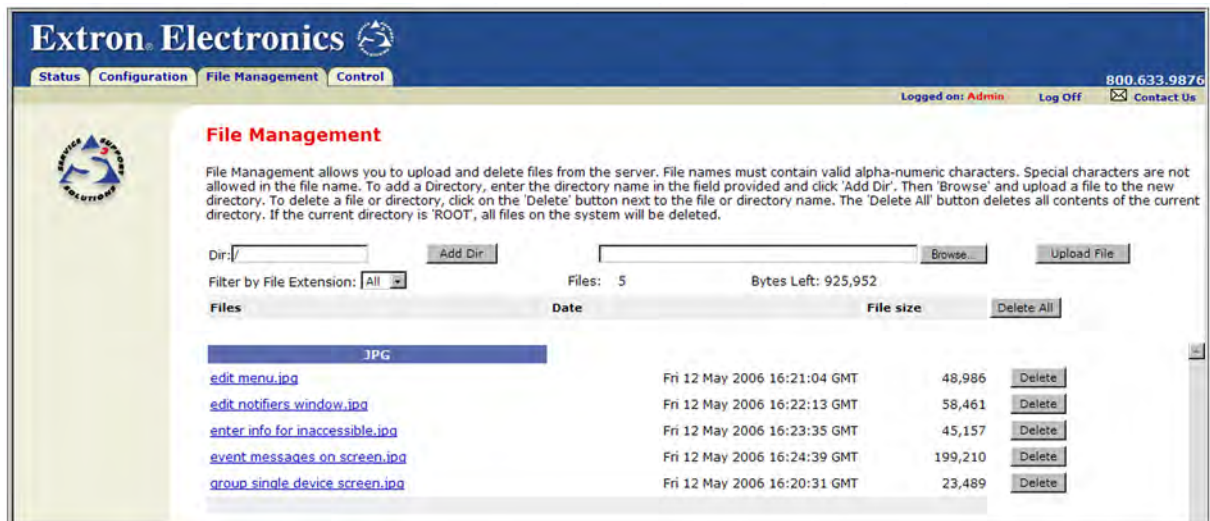 Extron® Electronics
Status Configuration File Management Control
800.633.9876
Logged on: Admin Log Off Contact Us
SERVICE SUPPORT SOLUTIONS
3
File Management
File Management allows you to upload and delete files from the server. File names must contain valid alpha-numeric characters. Special characters are not
allowed in the file name. To add a Directory, enter the directory name in the field provided and click 'Add Dir'. Then 'Browse' and upload a file to the new
directory. To delete a file or directory, click on the 'Delete' button next to the file or directory name. The 'Delete All' button deletes all contents of the current
directory. If the current directory is 'ROOT', all files on the system will be deleted.
Dir: / Add Dir Browse... Upload File
Filter by File Extension: All Files: 5 Bytes Left: 925,952
Files Date File size Delete All
JPG
edit menu.jpg Fri 12 May 2006 16:21:04 GMT 48,986 Delete
edit notifiers window.jpg Fri 12 May 2006 16:22:13 GMT 58,461 Delete
enter info for inaccessible.jpg Fri 12 May 2006 16:23:35 GMT 45,157 Delete
event messages on screen.jpg Fri 12 May 2006 16:24:39 GMT 199,210 Delete
group single device screen.jpg Fri 12 May 2006 16:20:31 GMT 23,489 Delete